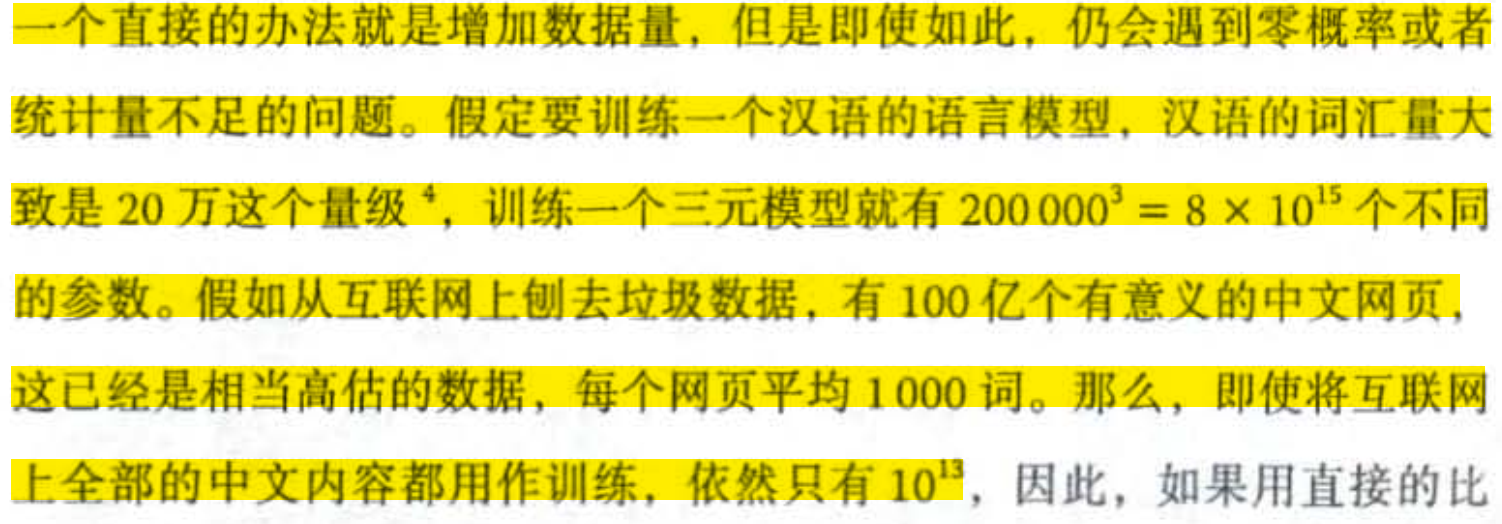 一个直接的办法就是增加数据量，但是即使如此，仍会遇到零概率或者
统计量不足的问题。假定要训练一个汉语的语言模型，汉语的词汇量大
致是 20 万这个量级⁴，训练一个三元模型就有 200 000³ = 8 × 10¹⁵ 个不同
的参数。假如从互联网上刨去垃圾数据，有 100 亿个有意义的中文网页，
这已经是相当高估的数据，每个网页平均 1 000 词。那么，即使将互联网
上全部的中文内容都用作训练，依然只有 10¹³，因此，如果用直接的比